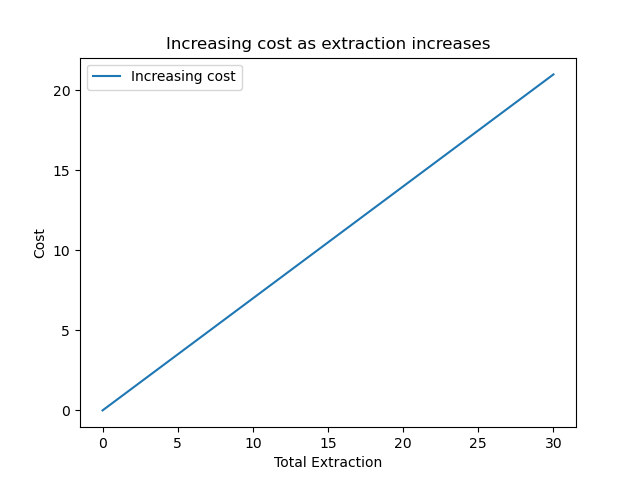 Increasing cost as extraction increases
Increasing cost
Cost
20
15
10
5
0
0 5 10 15 20 25 30
Total Extraction